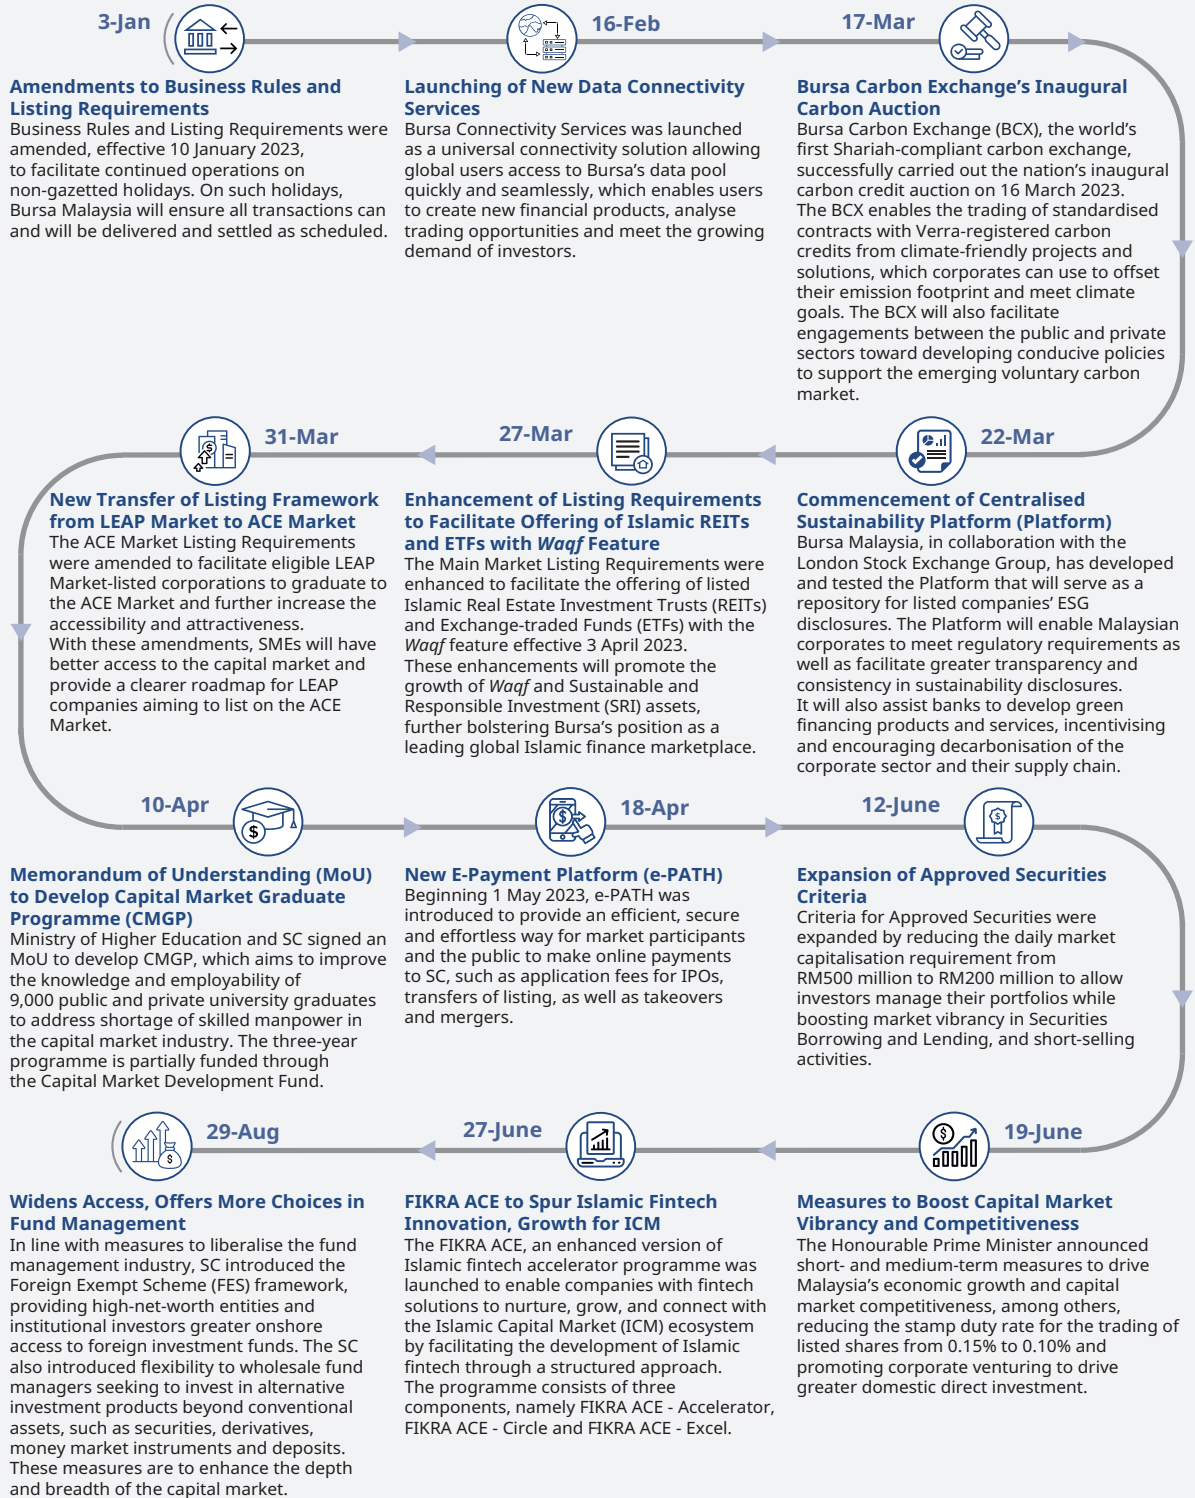 3-Jan
Amendments to Business Rules and
Listing Requirements
Business Rules and Listing Requirements were
amended, effective 10 January 2023,
to facilitate continued operations on
non-gazetted holidays. On such holidays,
Bursa Malaysia will ensure all transactions can
and will be delivered and settled as scheduled.
16-Feb
Launching of New Data Connectivity
Services
Bursa Connectivity Services was launched
as a universal connectivity solution allowing
global users access to Bursa’s data pool
quickly and seamlessly, which enables users
to create new financial products, analyse
trading opportunities and meet the growing
demand of investors.
17-Mar
Bursa Carbon Exchange’s Inaugural
Carbon Auction
Bursa Carbon Exchange (BCX), the world’s
first Shariah-compliant carbon exchange,
successfully carried out the nation’s inaugural
carbon credit auction on 16 March 2023.
The BCX enables the trading of standardised
contracts with Verra-registered carbon
credits from climate-friendly projects and
solutions, which corporates can use to offset
their emission footprint and meet climate
goals. The BCX will also facilitate
engagements between the public and private
sectors toward developing conducive policies
to support the emerging voluntary carbon
market.
22-Mar
Commencement of Centralised
Sustainability Platform (Platform)
Bursa Malaysia, in collaboration with the
London Stock Exchange Group, has developed
and tested the Platform that will serve as a
repository for listed companies’ ESG
disclosures. The Platform will enable Malaysian
corporates to meet regulatory requirements as
well as facilitate greater transparency and
consistency in sustainability disclosures.
It will also assist banks to develop green
financing products and services, incentivising
and encouraging decarbonisation of the
corporate sector and their supply chain.
27-Mar
Enhancement of Listing Requirements
to Facilitate Offering of Islamic REITs
and ETFs with Waqf Feature
The Main Market Listing Requirements were
enhanced to facilitate the offering of listed
Islamic Real Estate Investment Trusts (REITs)
and Exchange-traded Funds (ETFs) with the
Waqf feature effective 3 April 2023.
These enhancements will promote the
growth of Waqf and Sustainable and
Responsible Investment (SRI) assets,
further bolstering Bursa’s position as a
leading global Islamic finance marketplace.
31-Mar
New Transfer of Listing Framework
from LEAP Market to ACE Market
The ACE Market Listing Requirements
were amended to facilitate eligible LEAP
Market-listed corporations to graduate to
the ACE Market and further increase the
accessibility and attractiveness.
With these amendments, SMEs will have
better access to the capital market and
provide a clearer roadmap for LEAP
companies aiming to list on the ACE
Market.
10-Apr
Memorandum of Understanding (MoU)
to Develop Capital Market Graduate
Programme (CMGP)
Ministry of Higher Education and SC signed an
MoU to develop CMGP, which aims to improve
the knowledge and employability of
9,000 public and private university graduates
to address shortage of skilled manpower in
the capital market industry. The three-year
programme is partially funded through
the Capital Market Development Fund.
18-Apr
New E-Payment Platform (e-PATH)
Beginning 1 May 2023, e-PATH was
introduced to provide an efficient, secure
and effortless way for market participants
and the public to make online payments
to SC, such as application fees for IPOs,
transfers of listing, as well as takeovers
and mergers.
12-June
Expansion of Approved Securities
Criteria
Criteria for Approved Securities were
expanded by reducing the daily market
capitalisation requirement from
RM500 million to RM200 million to allow
investors manage their portfolios while
boosting market vibrancy in Securities
Borrowing and Lending, and short-selling
activities.
19-June
Measures to Boost Capital Market
Vibrancy and Competitiveness
The Honourable Prime Minister announced
short- and medium-term measures to drive
Malaysia’s economic growth and capital
market competitiveness, among others,
reducing the stamp duty rate for the trading of
listed shares from 0.15% to 0.10% and
promoting corporate venturing to drive
greater domestic direct investment.
27-June
FIKRA ACE to Spur Islamic Fintech
Innovation, Growth for ICM
The FIKRA ACE, an enhanced version of
Islamic fintech accelerator programme was
launched to enable companies with fintech
solutions to nurture, grow, and connect with
the Islamic Capital Market (ICM) ecosystem
by facilitating the development of Islamic
fintech through a structured approach.
The programme consists of three
components, namely FIKRA ACE - Accelerator,
FIKRA ACE - Circle and FIKRA ACE - Excel.
29-Aug
Widens Access, Offers More Choices in
Fund Management
In line with measures to liberalise the fund
management industry, SC introduced the
Foreign Exempt Scheme (FES) framework,
providing high-net-worth entities and
institutional investors greater onshore
access to foreign investment funds. The SC
also introduced flexibility to wholesale fund
managers seeking to invest in alternative
investment products beyond conventional
assets, such as securities, derivatives,
money market instruments and deposits.
These measures are to enhance the depth
and breadth of the capital market.